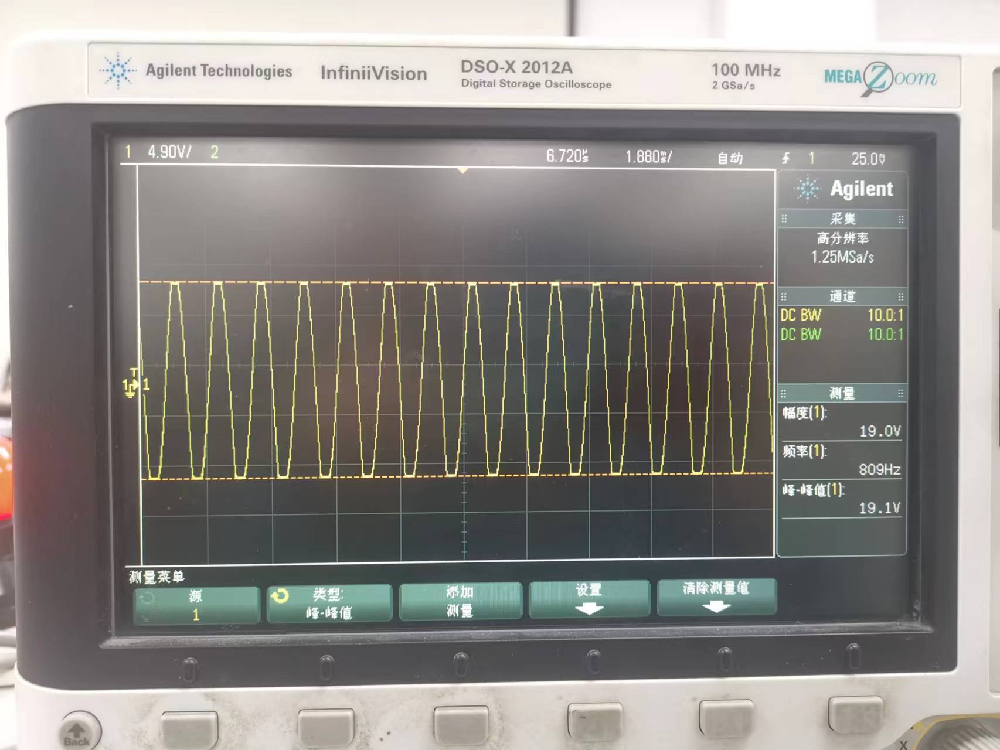 Agilent Technologies InfiniiVision DSO-X 2012A 100 MHz MEGA Zoom
Digital Storage Oscilloscope 2 GSa/s
1 4.90V/ 2 6.720µs 1.880ms/ 自动 1 25.0V
Agilent
采集
高分辨率
1.25MSa/s
通道
DC BW 10.0:1
DC BW 10.0:1
T
1 1
测量
幅度(1):
19.0V
频率(1):
809Hz
峰-峰值(1):
19.1V
测量菜单
源
1
类型:
峰-峰值
添加
测量
设置
清除测量值
Back
X